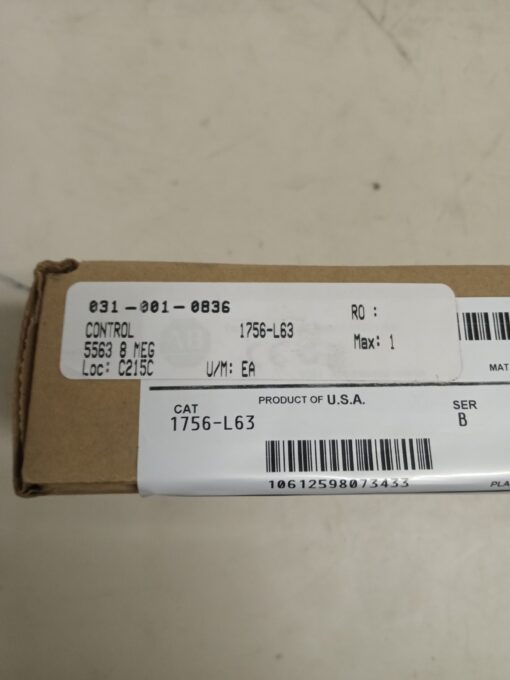 031-001-0836
RO :
CONTROL 1756-L63
Max: 1
5563 8 MEG
Loc: C215C U/M: EA
MAT
PRODUCT OF U.S.A.
CAT
SER
1756-L63
B
10612598073433
PLA